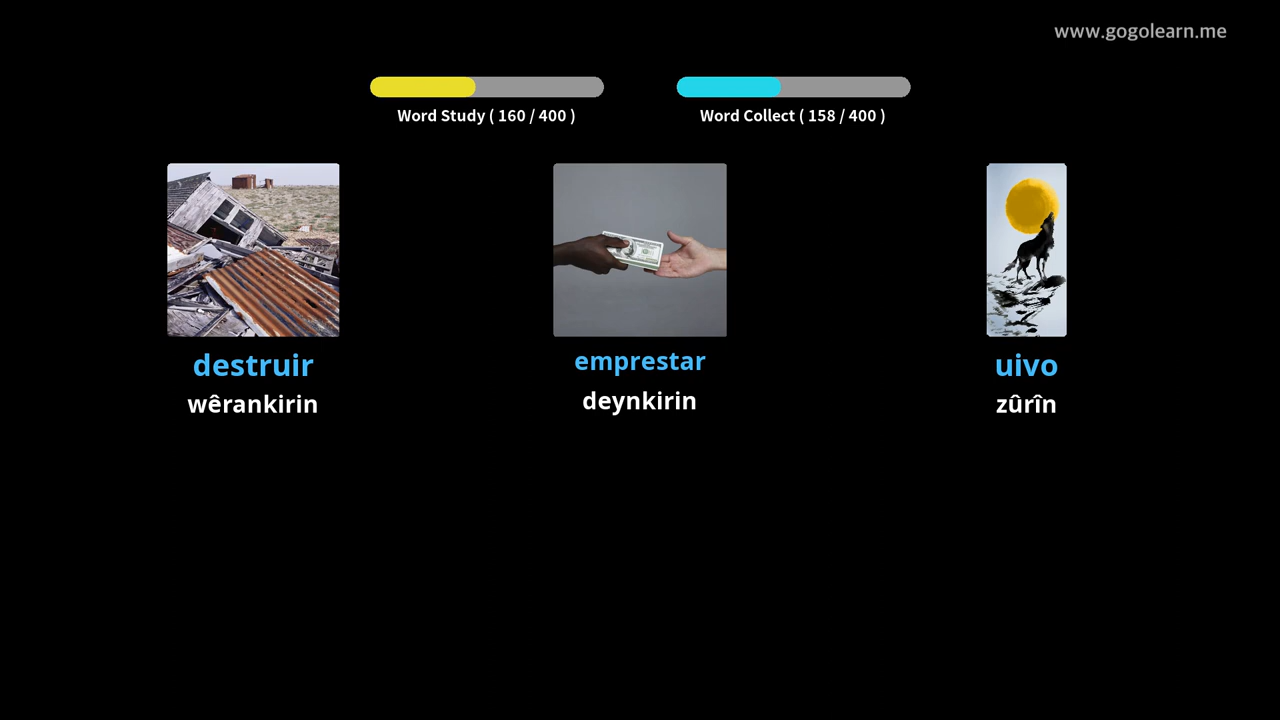 www.gogolearn.me
Word Study ( 160 / 400 )
Word Collect ( 158 / 400 )
destruir
wêrankirin
emprestar
deynkirin
uivo
zûrîn